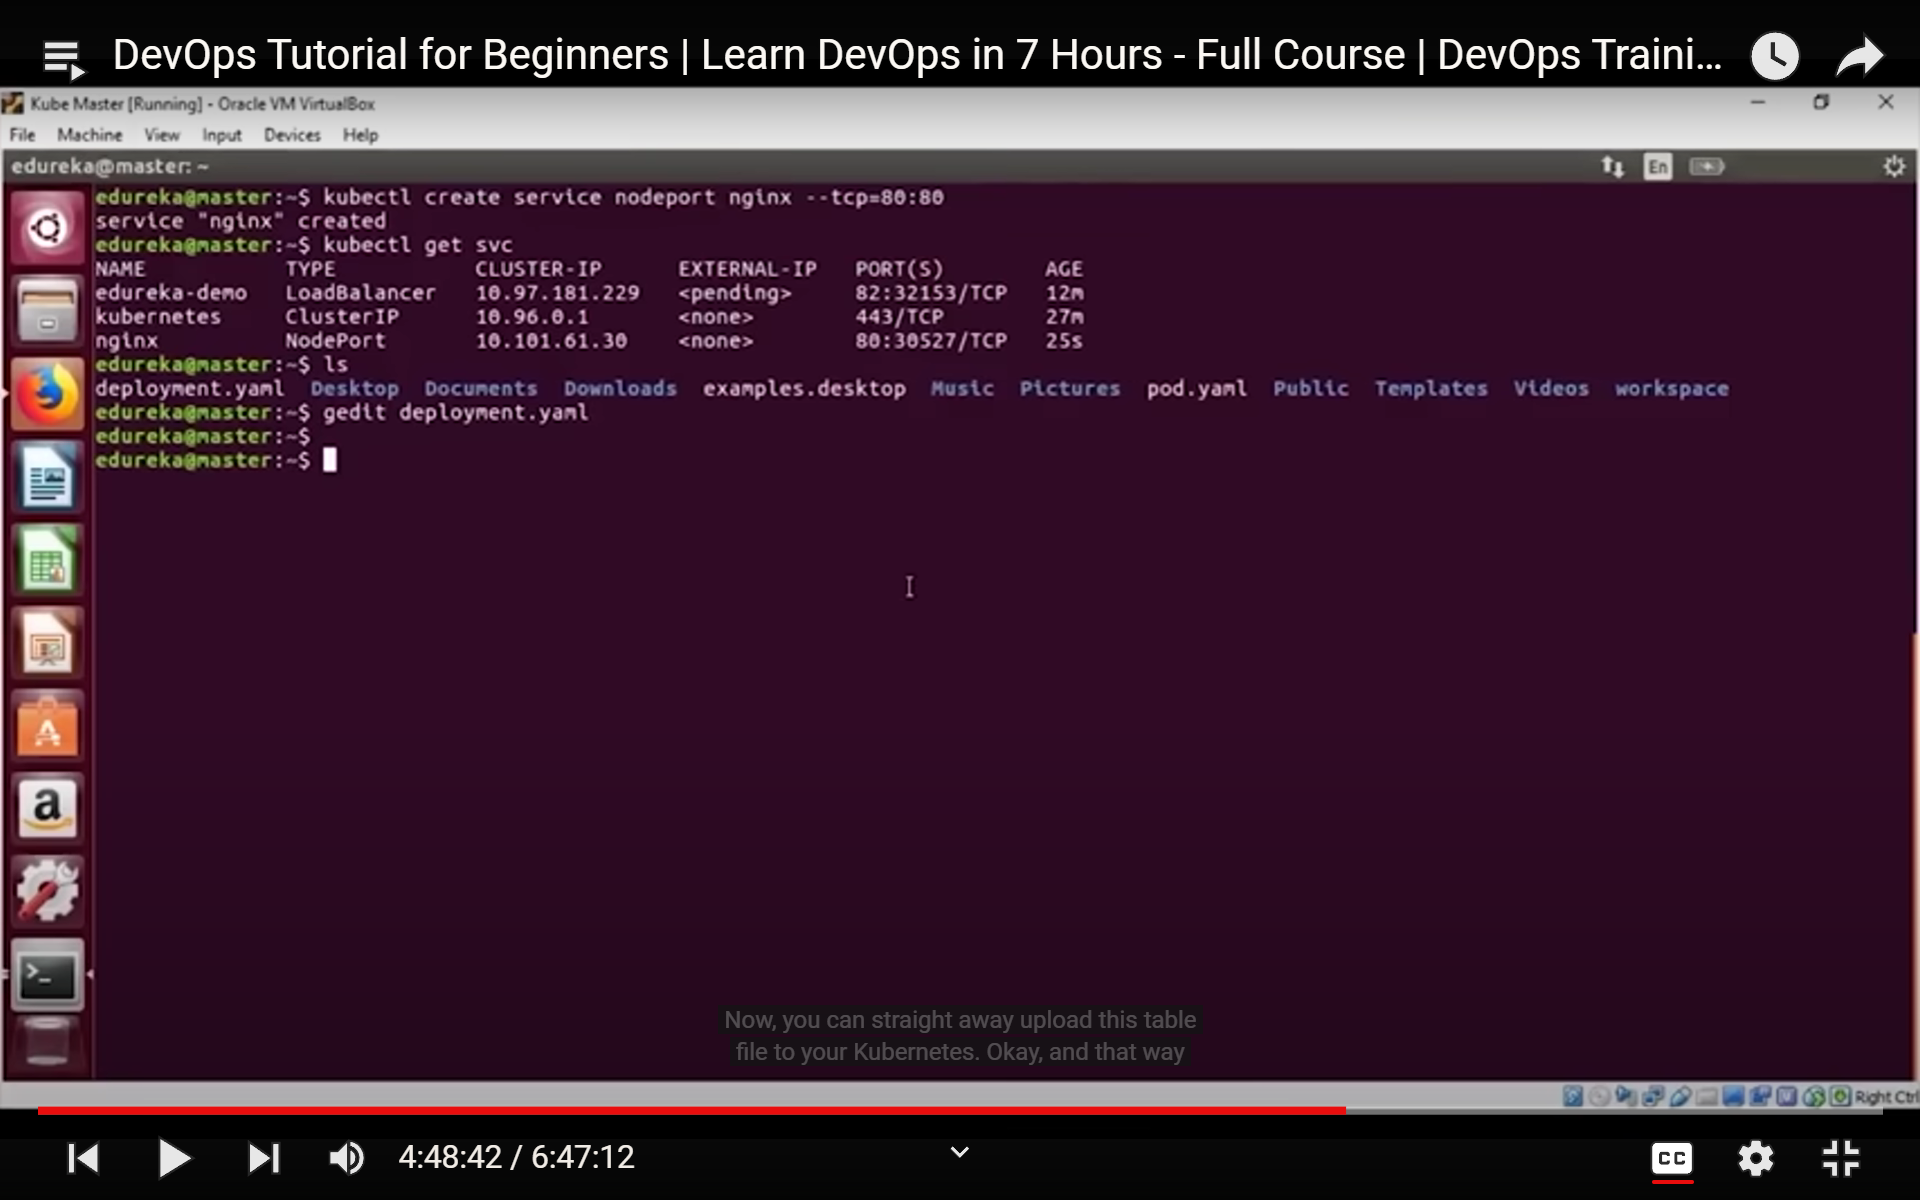 DevOps Tutorial for Beginners | Learn DevOps in 7 Hours - Full Course | DevOps Traini...
Kube Master [Running] - Oracle VM VirtualBox
File Machine View Input Devices Help
edureka@master: ~
En
edureka@master:~$ kubectl create service nodeport nginx --tcp=80:80
service "nginx" created
edureka@master:~$ kubectl get svc
NAME TYPE CLUSTER-IP EXTERNAL-IP PORT(S) AGE
edureka-demo LoadBalancer 10.97.181.229 <pending> 82:32153/TCP 12m
kubernetes ClusterIP 10.96.0.1 <none> 443/TCP 27m
nginx NodePort 10.101.61.30 <none> 80:30527/TCP 25s
edureka@master:~$ ls
deployment.yaml Desktop Documents Downloads examples.desktop Music Pictures pod.yaml Public Templates Videos workspace
edureka@master:~$ gedit deployment.yaml
edureka@master:~$
edureka@master:~$
Now, you can straight away upload this table
file to your Kubernetes. Okay, and that way
Right Ctrl
4:48:42 / 6:47:12
CC